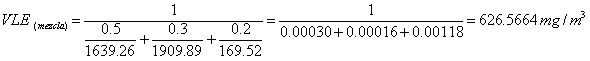 VLE (mezcla) = 1 / (0.5/1639.26 + 0.3/1909.89 + 0.2/169.52) = 1 / (0.00030+0.00016+0.00118) = 626.5664 mg / m³